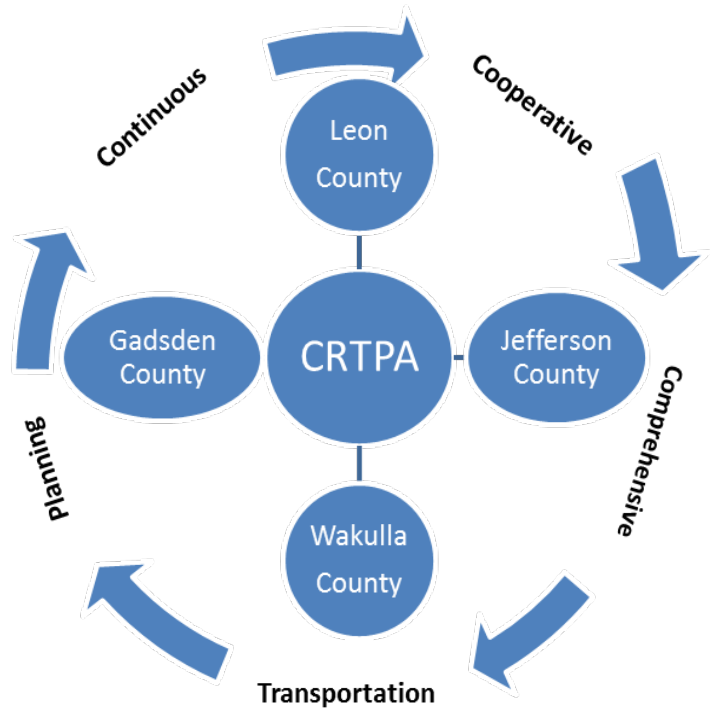 Continuous
Cooperative
Leon
County
Gadsden
County
CRTPA
Jefferson
County
Comprehensive
Planning
Wakulla
County
Transportation